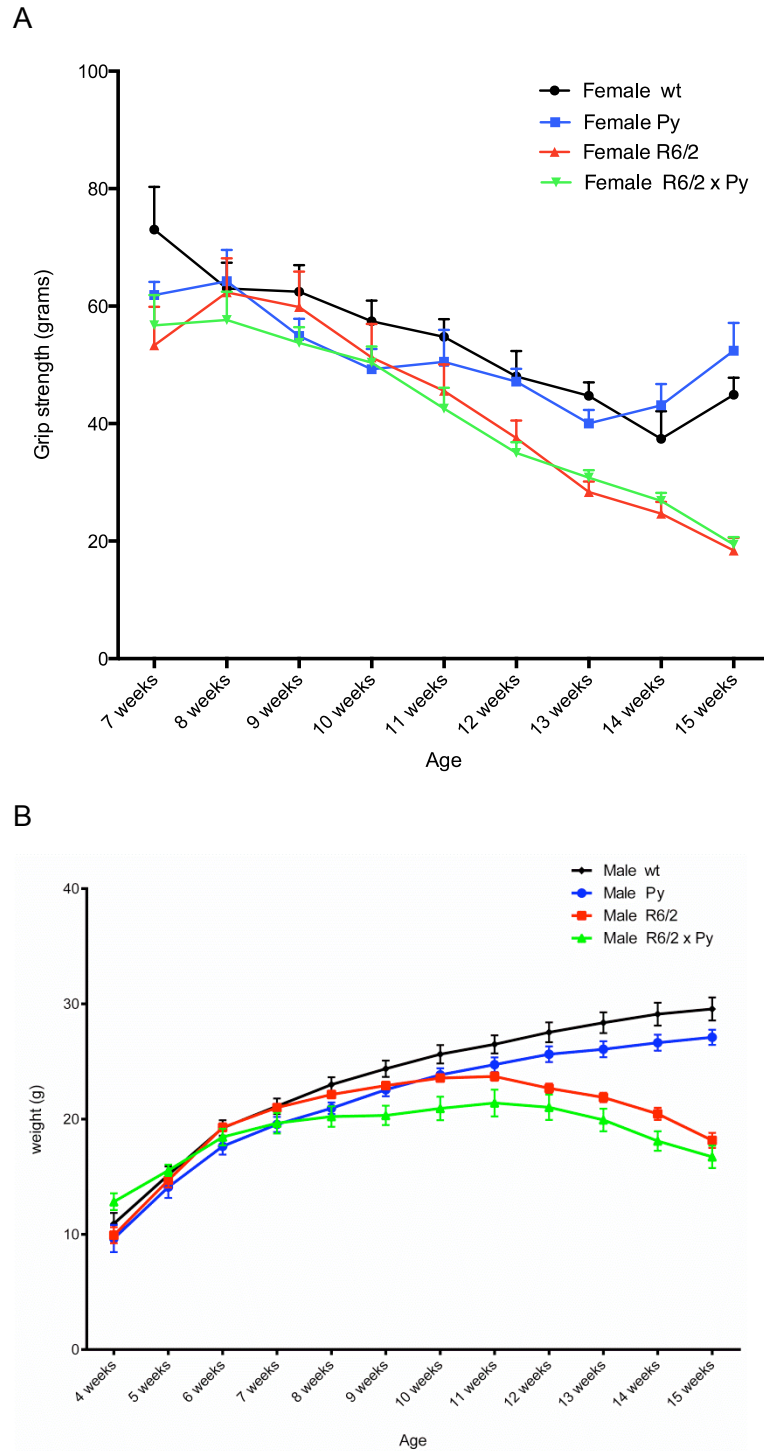 A
100
80
60
40
20
0
Grip strength (grams)
Female wt
Female Py
Female R6/2
Female R6/2 x Py
7 weeks
8 weeks
9 weeks
10 weeks
11 weeks
12 weeks
13 weeks
14 weeks
15 weeks
Age
B
40
30
20
10
0
weight (g)
Male wt
Male Py
Male R6/2
Male R6/2 x Py
4 weeks
5 weeks
6 weeks
7 weeks
8 weeks
9 weeks
10 weeks
11 weeks
12 weeks
13 weeks
14 weeks
15 weeks
Age